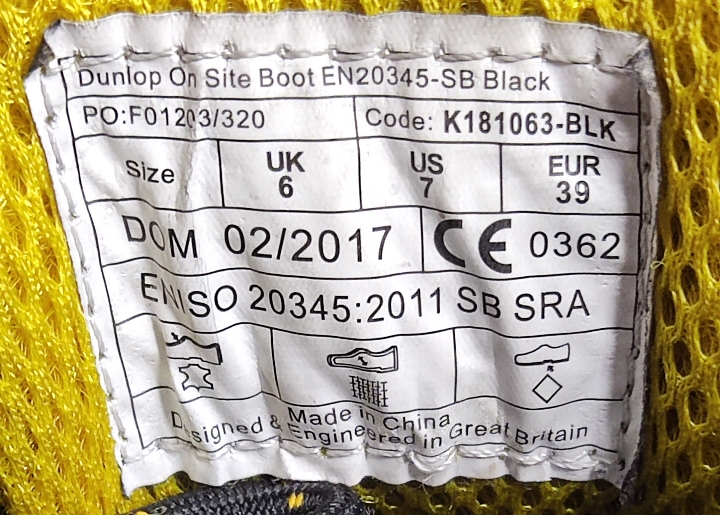 Dunlop On Site Boot EN20345-SB Black
PO:F01203/320 Code: K181063-BLK
Size UK 6 US 7 EUR 39
DOM 02/2017 CE 0362
EN ISO 20345:2011 SB SRA
Made in China
Designed & Engineered in Great Britain